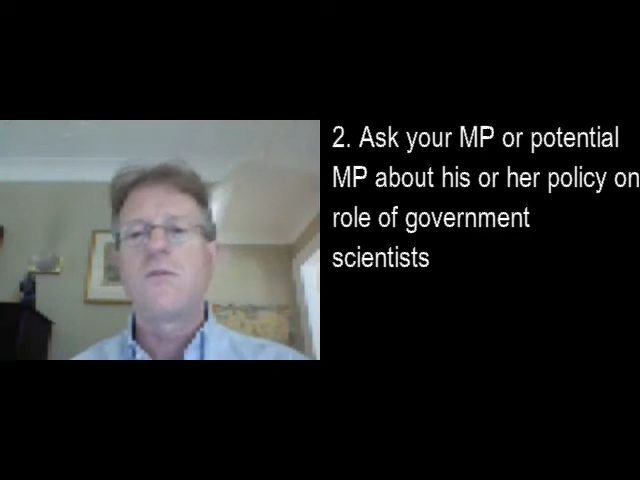 2. Ask your MP or potential
MP about his or her policy on
role of government
scientists